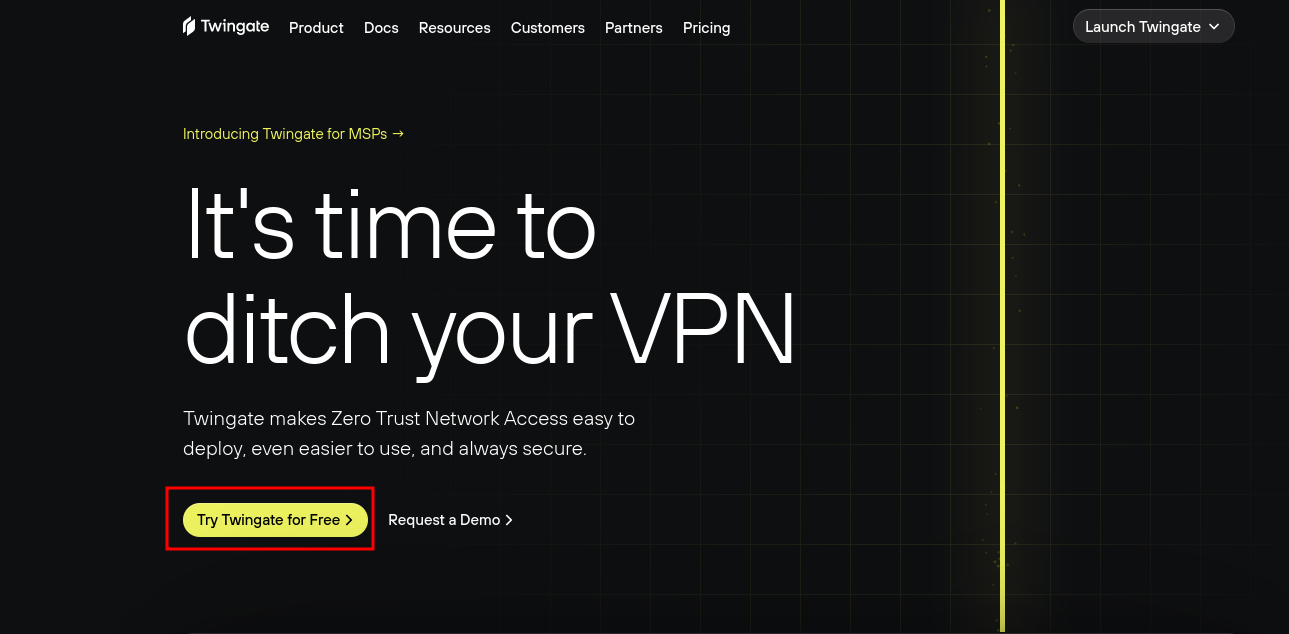 Twingate Product Docs Resources Customers Partners Pricing Launch Twingate
Introducing Twingate for MSPs →
It's time to
ditch your VPN
Twingate makes Zero Trust Network Access easy to
deploy, even easier to use, and always secure.
Try Twingate for Free Request a Demo